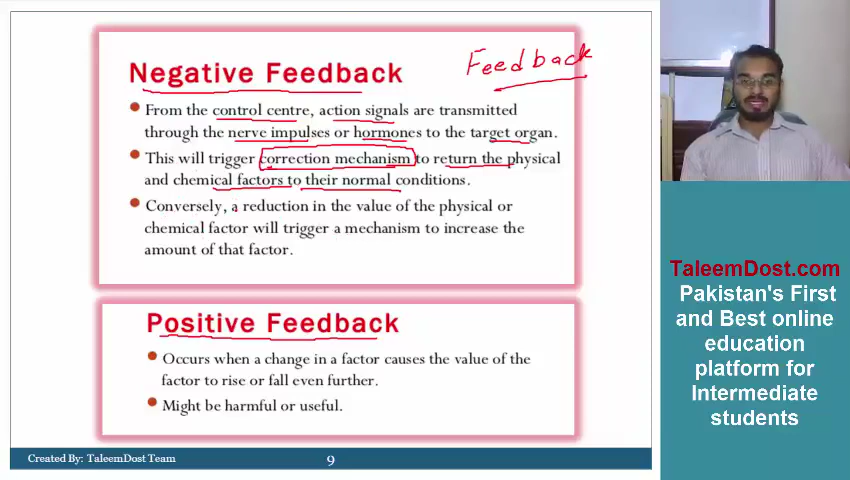 Feedback
Negative Feedback
From the control centre, action signals are transmitted
through the nerve impulses or hormones to the target organ.
This will trigger correction mechanism to return the physical
and chemical factors to their normal conditions.
Conversely, a reduction in the value of the physical or
chemical factor will trigger a mechanism to increase the
amount of that factor.
Positive Feedback
Occurs when a change in a factor causes the value of the
factor to rise or fall even further.
Might be harmful or useful.
Created By: TaleemDost Team
9
TaleemDost.com
Pakistan's First
and Best online
education
platform for
Intermediate
students